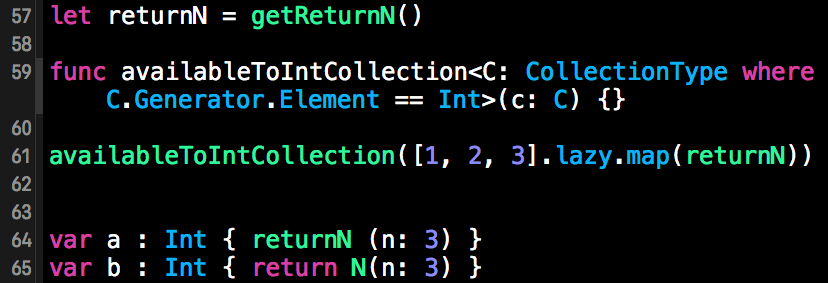 57 let returnN = getReturnN()
58
59 func availableToIntCollection<C: CollectionType where
C.Generator.Element == Int>(c: C) {}
60
61 availableToIntCollection([1, 2, 3].lazy.map(returnN))
62
63
64 var a : Int { returnN (n: 3) }
65 var b : Int { return N(n: 3) }